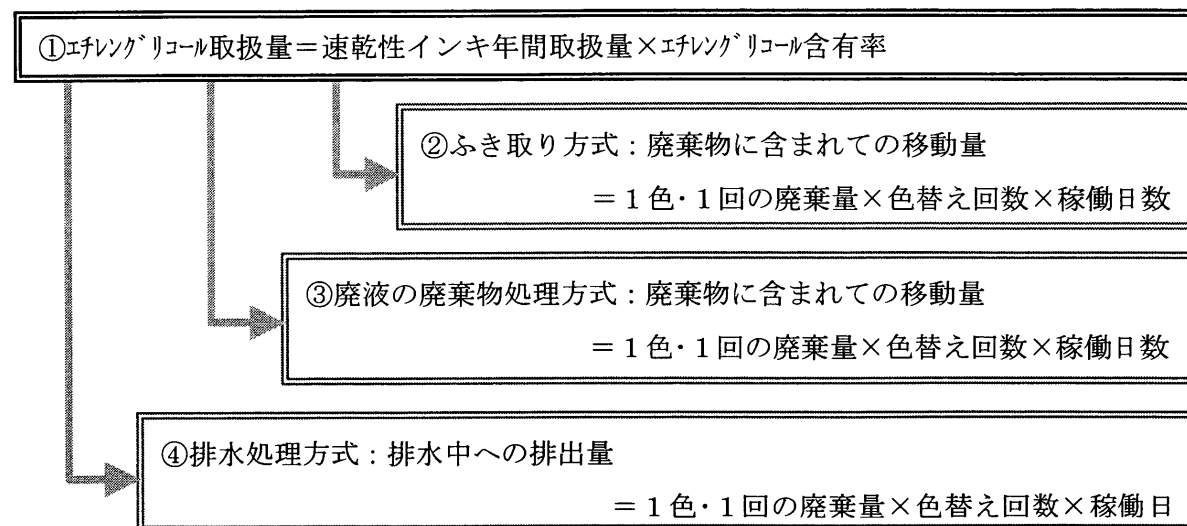 ①ｴﾁﾚﾝｸﾞﾘｺｰﾙ取扱量＝速乾性インキ年間取扱量×ｴﾁﾚﾝｸﾞﾘｺｰﾙ含有率
②ふき取り方式：廃棄物に含まれての移動量
＝１色･１回の廃棄量×色替え回数×稼働日数
③廃液の廃棄物処理方式：廃棄物に含まれての移動量
＝１色･１回の廃棄量×色替え回数×稼働日数
④排水処理方式：排水中への排出量
＝１色･１回の廃棄量×色替え回数×稼働日